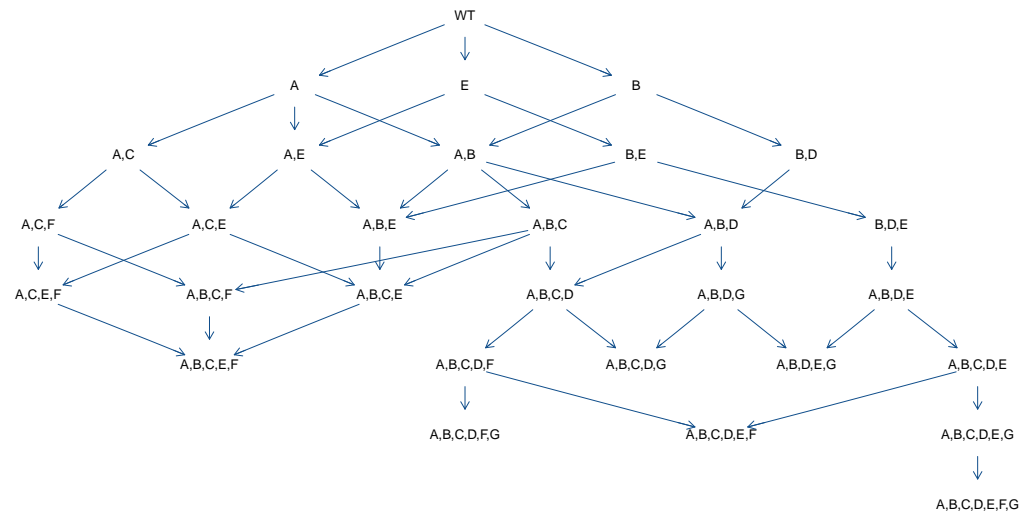 WT
A
E
B
A,C
A,E
A,B
B,E
B,D
A,C,F
A,C,E
A,B,E
A,B,C
A,B,D
B,D,E
A,C,E,F
A,B,C,F
A,B,C,E
A,B,C,D
A,B,D,G
A,B,D,E
A,B,C,E,F
A,B,C,D,F
A,B,C,D,G
A,B,D,E,G
A,B,C,D,E
A,B,C,D,F,G
A,B,C,D,E,F
A,B,C,D,E,G
A,B,C,D,E,F,G